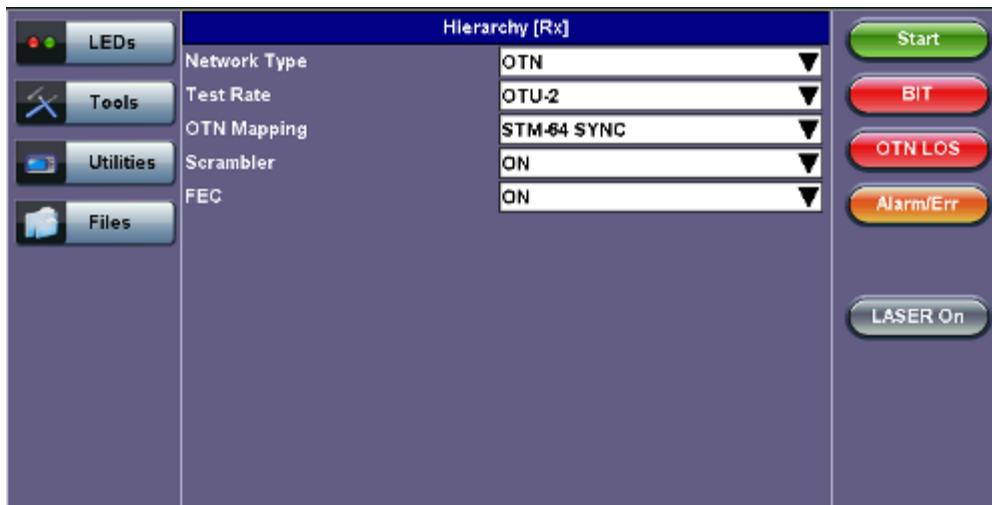 Hierarchy [Rx]
LEDs
Tools
Utilities
Files
Network Type OTN
Test Rate OTU-2
OTN Mapping STM-64 SYNC
Scrambler ON
FEC ON
Start
BIT
OTN LOS
Alarm/Err
LASER On